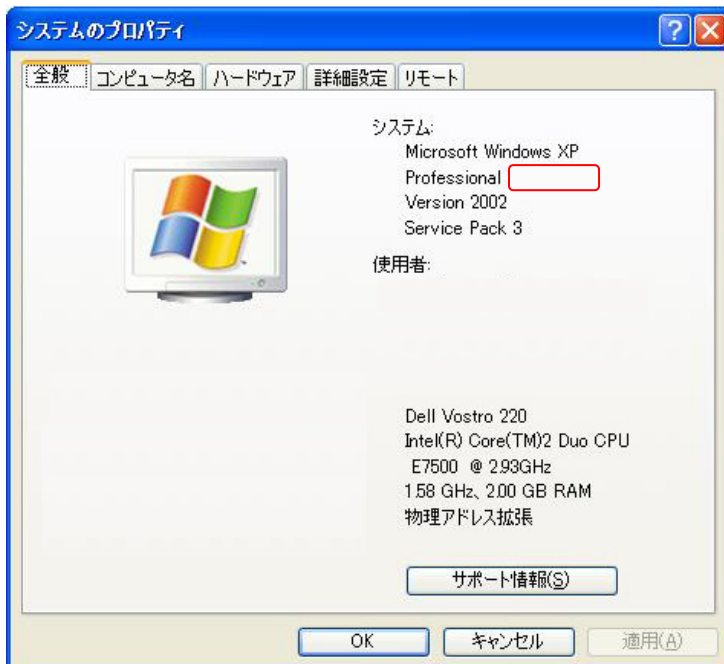 システムのプロパティ
全般 コンピュータ名 ハードウェア 詳細設定 リモート
システム:
Microsoft Windows XP
Professional
Version 2002
Service Pack 3
使用者:
Dell Vostro 220
Intel(R) Core(TM)2 Duo CPU
E7500 @ 2.93GHz
1.58 GHz、2.00 GB RAM
物理アドレス拡張
サポート情報(S)
OK キャンセル 適用(A)